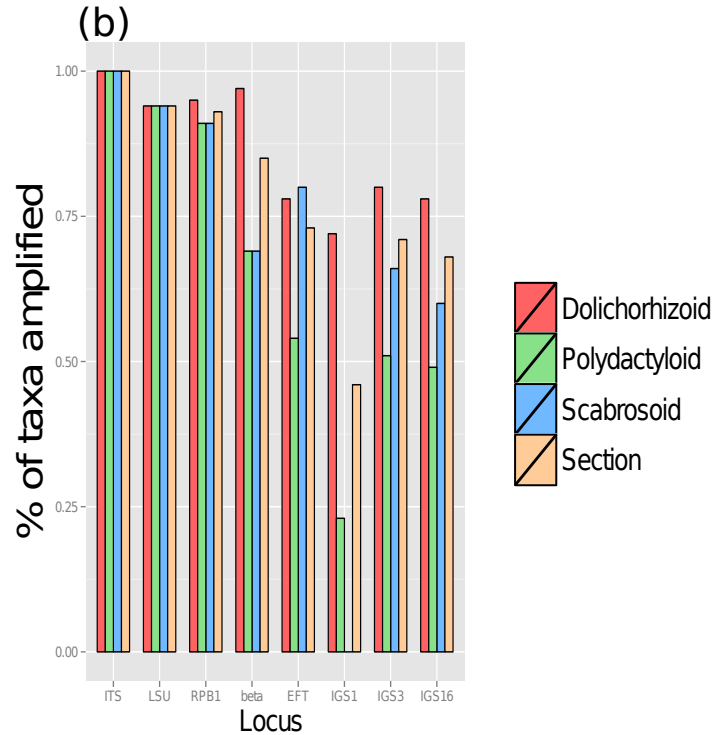 (b)
1.00
0.75
0.50
0.25
0.00
% of taxa amplified
ITS LSU RPB1 beta EFT IGS1 IGS3 IGS16
Locus
Dolichorhizoid
Polydactyloid
Scabrosoid
Section